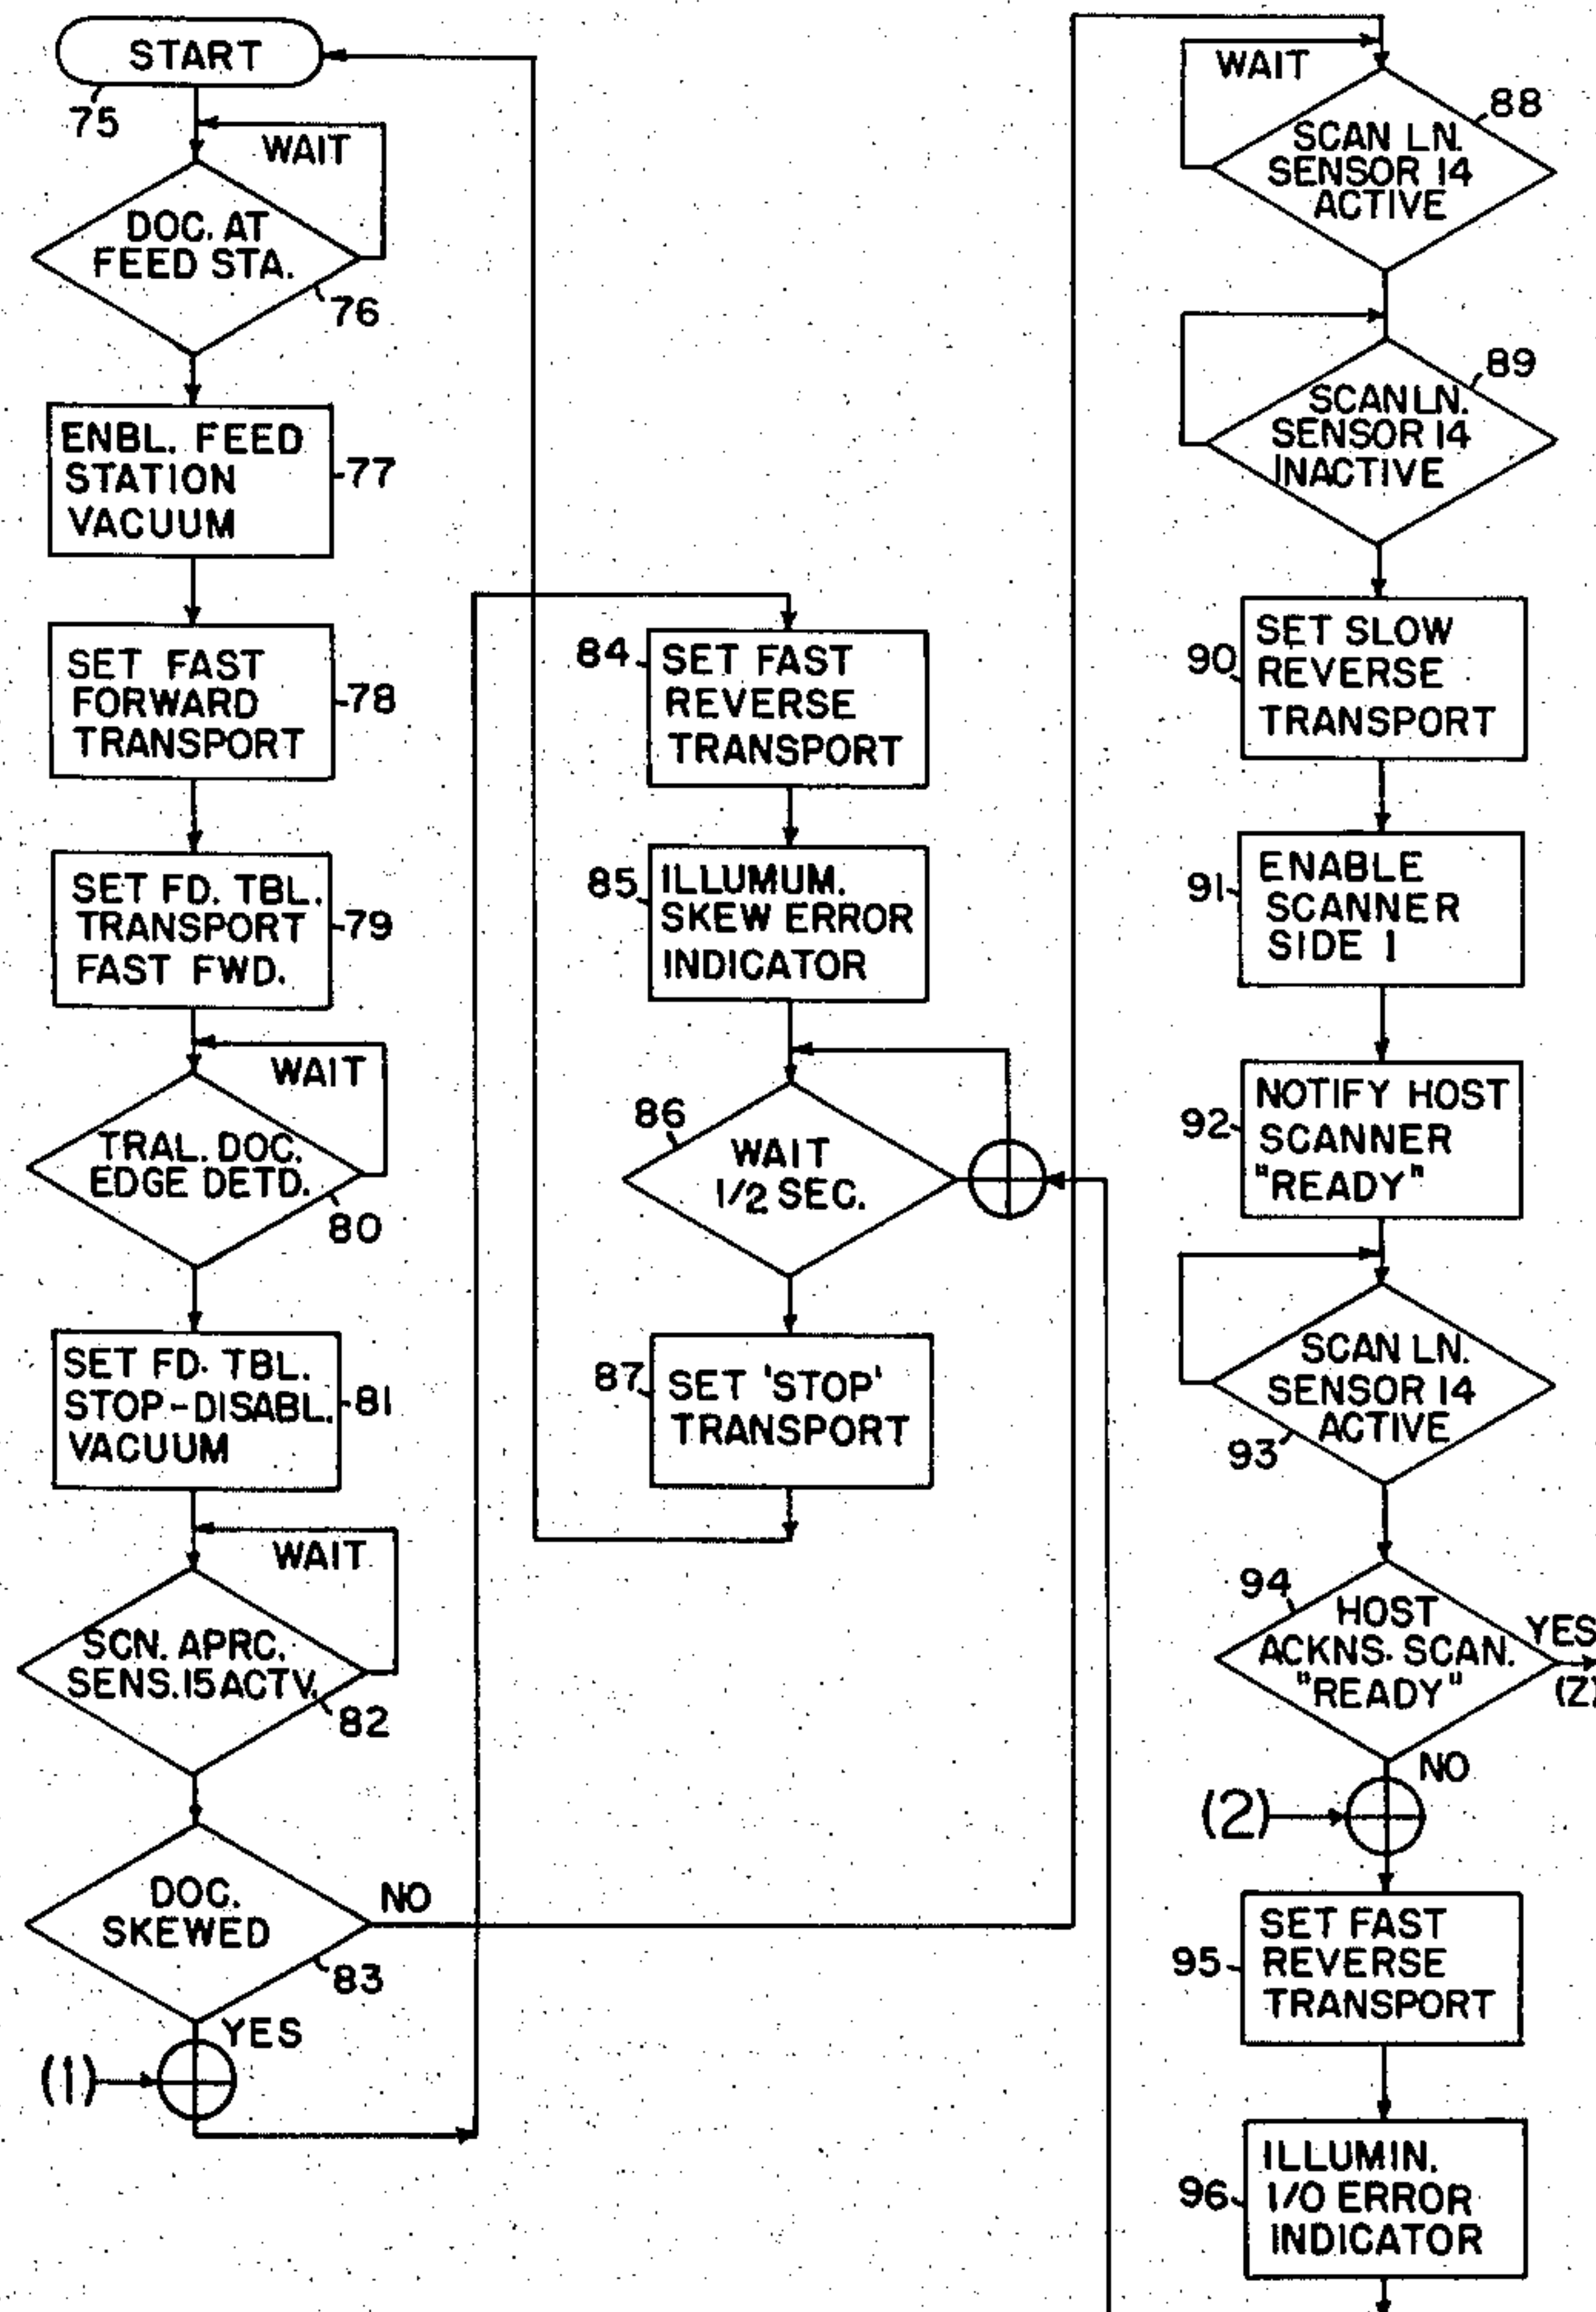 START
75
WAIT
DOC. AT
FEED STA.
76
ENBL. FEED
STATION
VACUUM
77
SET FAST
FORWARD
TRANSPORT
78
SET FD. TBL.
TRANSPORT
FAST FWD.
79
WAIT
TRAL. DOC.
EDGE DETD.
80
SET FD. TBL.
STOP-DISABL.
VACUUM
81
WAIT
SCN. APRC.
SENS. 15 ACTV.
82
DOC.
SKEWED
83
NO
YES
(1)
84
SET FAST
REVERSE
TRANSPORT
85
ILLUMUM.
SKEW ERROR
INDICATOR
86
WAIT
1/2 SEC.
87
SET 'STOP'
TRANSPORT
WAIT
88
SCAN LN.
SENSOR 14
ACTIVE
89
SCAN LN.
SENSOR 14
INACTIVE
90
SET SLOW
REVERSE
TRANSPORT
91
ENABLE
SCANNER
SIDE 1
92
NOTIFY HOST
SCANNER
"READY"
SCAN LN.
SENSOR 14
ACTIVE
93
94
HOST
ACKNS. SCAN.
"READY"
YES
(Z)
NO
(2)
95
SET FAST
REVERSE
TRANSPORT
96
ILLUMIN.
I/O ERROR
INDICATOR